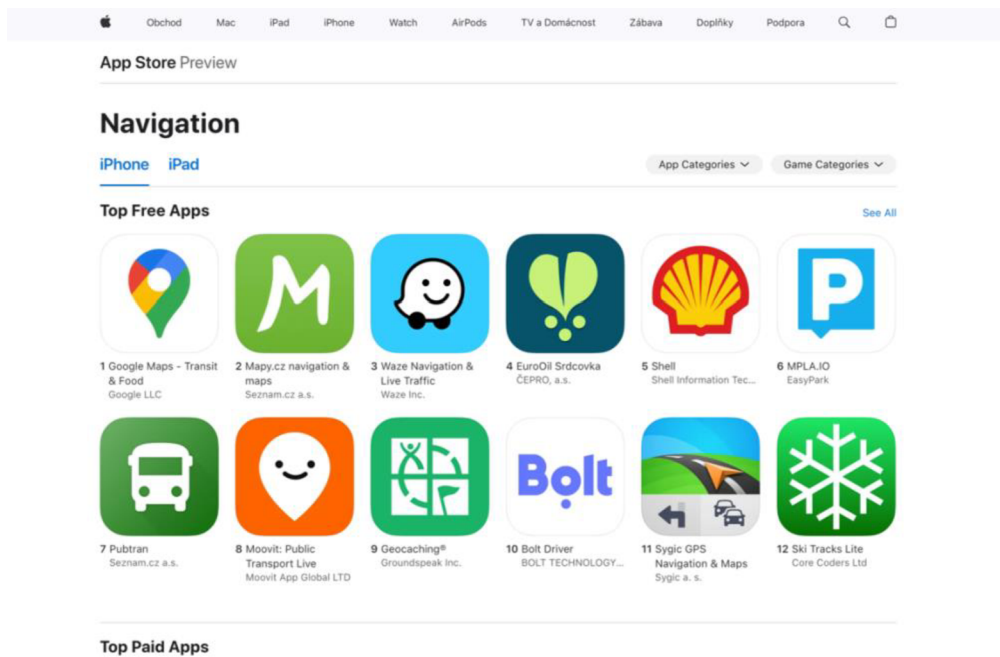 Obchod Mac iPad iPhone Watch AirPods TV a Domácnost Zábava Doplňky Podpora
App Store Preview
Navigation
iPhone iPad App Categories Game Categories
Top Free Apps See All
1 Google Maps - Transit & Food
Google LLC
2 Mapy.cz navigation & maps
Seznam.cz a.s.
3 Waze Navigation & Live Traffic
Waze Inc.
4 EuroOil Srdcovka
ČEPRO, a.s.
5 Shell
Shell Information Tec...
P
6 MPLA.IO
EasyPark
7 Pubtran
Seznam.cz a.s.
8 Moovit: Public Transport Live
Moovit App Global LTD
9 Geocaching®
Groundspeak Inc.
Bolt
10 Bolt Driver
BOLT TECHNOLOGY...
11 Sygic GPS Navigation & Maps
Sygic a. s.
12 Ski Tracks Lite
Core Coders Ltd
Top Paid Apps